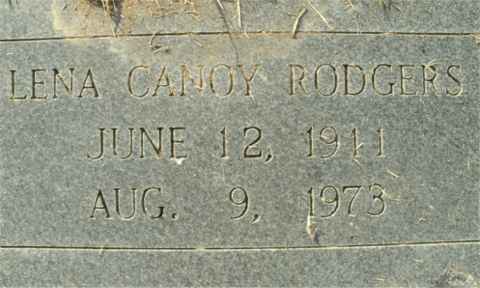 LENA CANOY RODGERS
JUNE 12, 1911
AUG. 9, 1973